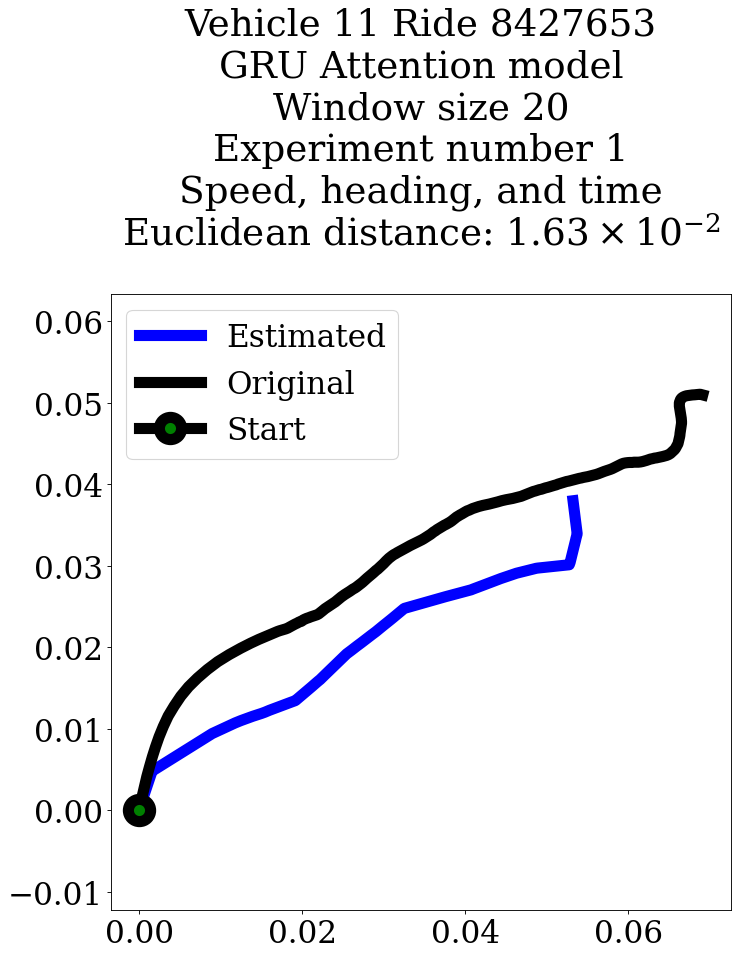 Vehicle 11 Ride 8427653
GRU Attention model
Window size 20
Experiment number 1
Speed, heading, and time
Euclidean distance: 1.63 × 10⁻²
Estimated
Original
Start
0.06
0.05
0.04
0.03
0.02
0.01
0.00
−0.01
0.00 0.02 0.04 0.06